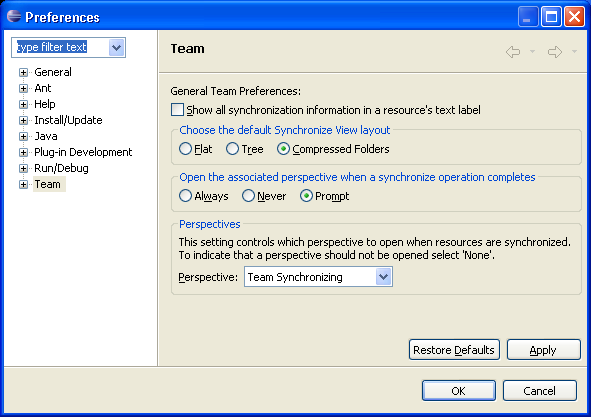 Preferences
type filter text
General
Ant
Help
Install/Update
Java
Plug-in Development
Run/Debug
Team
Team
General Team Preferences:
Show all synchronization information in a resource's text label
Choose the default Synchronize View layout
Flat Tree Compressed Folders
Open the associated perspective when a synchronize operation completes
Always Never Prompt
Perspectives
This setting controls which perspective to open when resources are synchronized.
To indicate that a perspective should not be opened select 'None'.
Perspective: Team Synchronizing
Restore Defaults Apply
OK Cancel